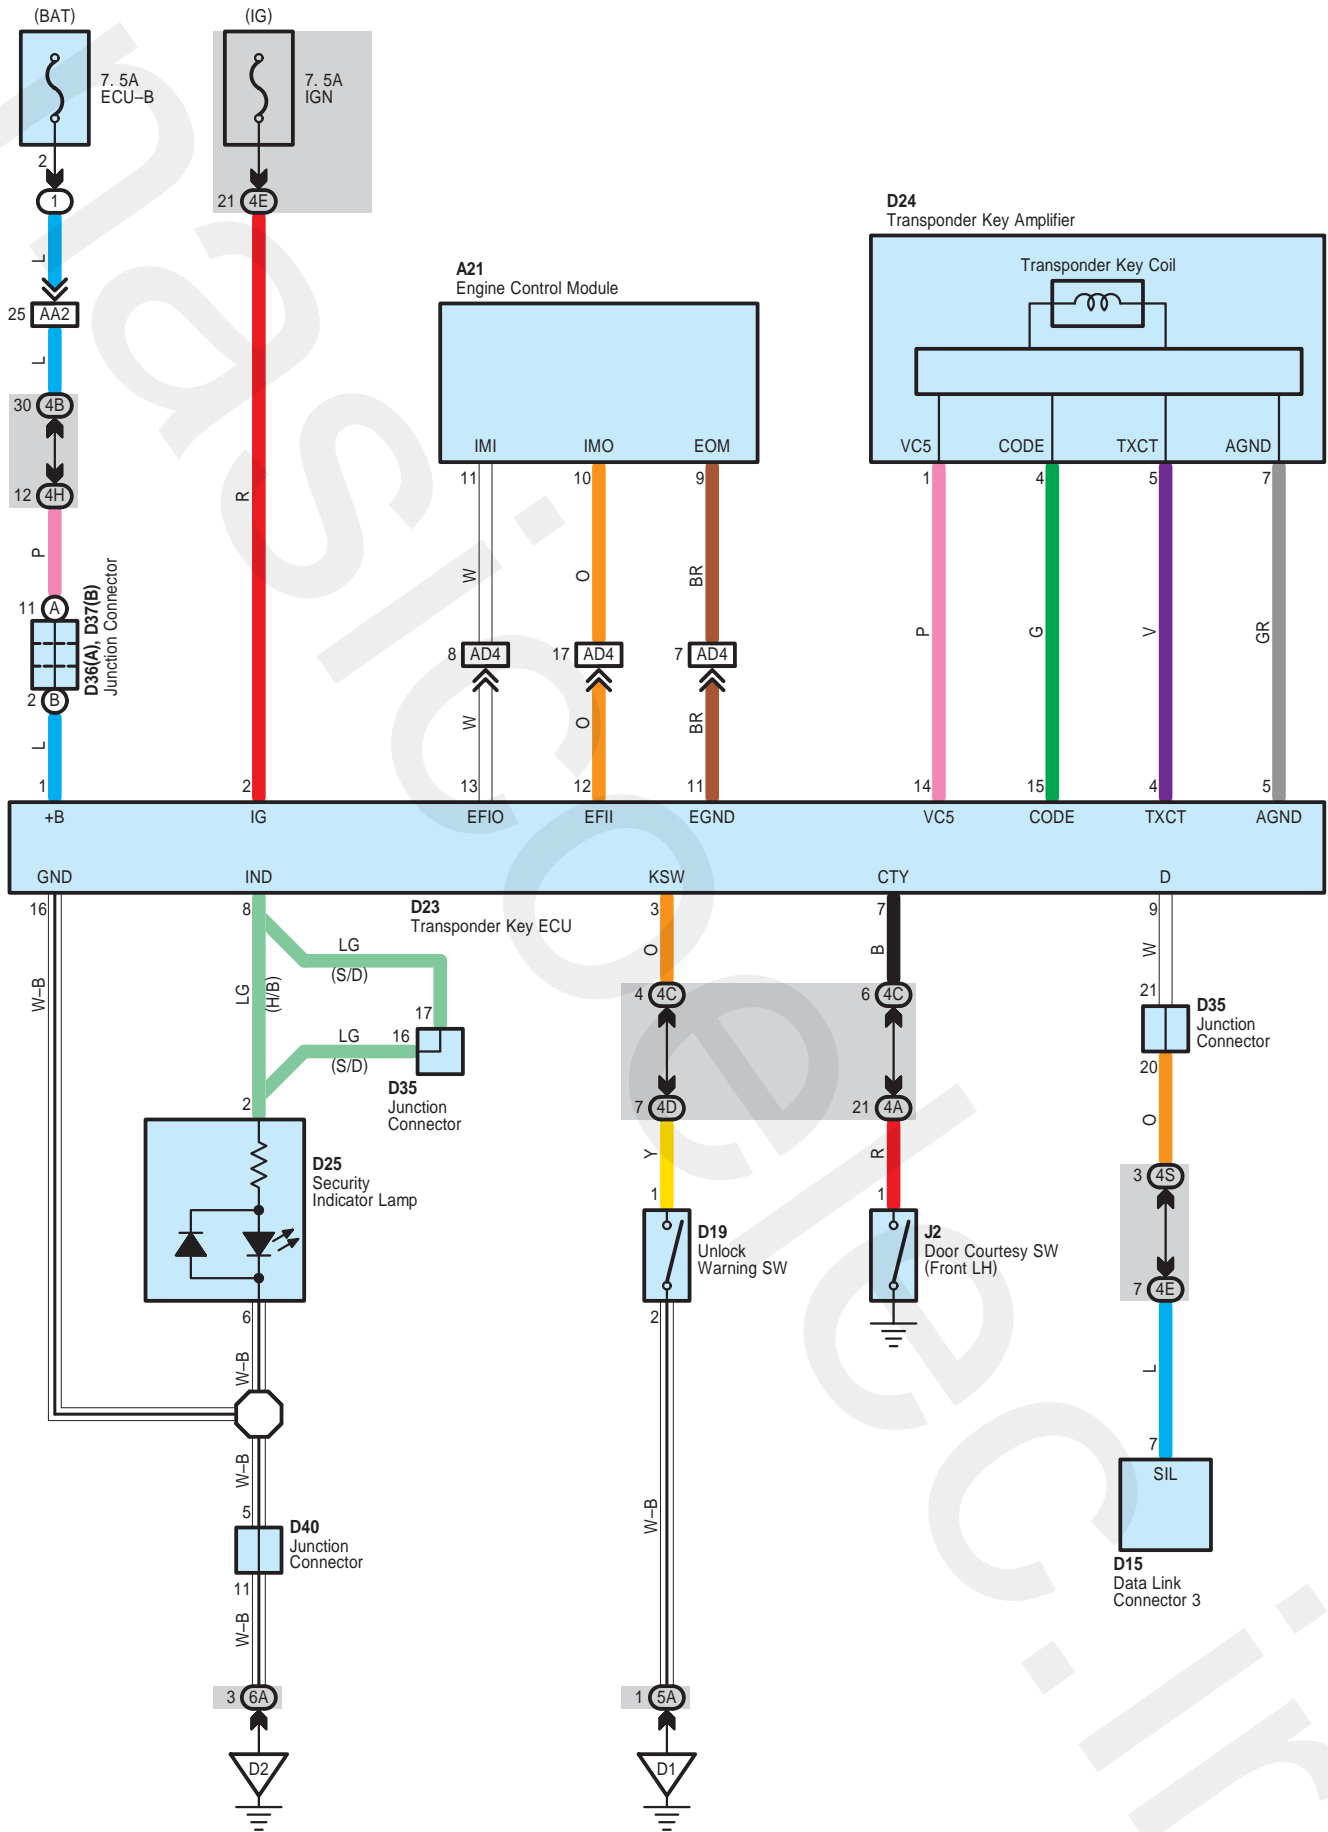 (BAT)
(IG)
7. 5A
ECU–B
7. 5A
IGN
2
1
21 4E
D24
Transponder Key Amplifier
Transponder Key Coil
L
A21
Engine Control Module
25 AA2
L
30 4B
IMI IMO EOM
VC5 CODE TXCT AGND
11 10 9
1 4 5 7
12 4H
R
P
W O BR
P G V GR
11 A
D36(A), D37(B)
Junction Connector
8 AD4
17 AD4
7 AD4
2 B
L
W O BR
1 2 13 12 11 14 15 4 5
+B IG EFIO EFII EGND VC5 CODE TXCT AGND
GND IND KSW CTY D
16 8 3 7 9
D23
Transponder Key ECU
LG
(S/D)
W–B
LG
(H/B)
O B W
4 4C
6 4C
21
D35
Junction
Connector
17
16
LG
(S/D)
20
D35
Junction
Connector
2
7 4D
21 4A
O
Y R
3 4S
D25
Security
Indicator Lamp
1 1
D19
Unlock
Warning SW
J2
Door Courtesy SW
(Front LH)
7 4E
6
2
W–B
L
7
SIL
W–B
5
D40
Junction
Connector
W–B
D15
Data Link
Connector 3
11
W–B
3 6A
1 5A
D2
D1
naslcoelec.ir